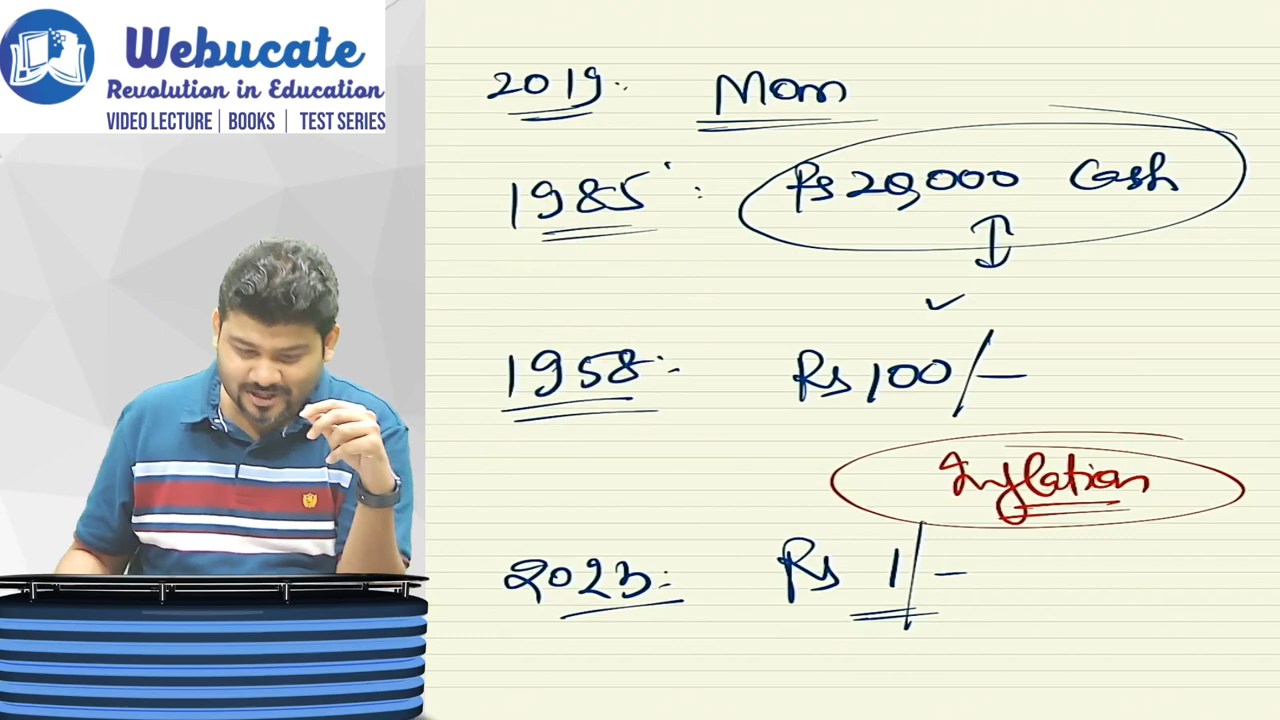 Webucate
Revolution in Education
VIDEO LECTURE | BOOKS | TEST SERIES
2019: Mom
1985: Rs 20,000 Cash
1958: Rs 100/-
Inflation
2023: Rs 1/-